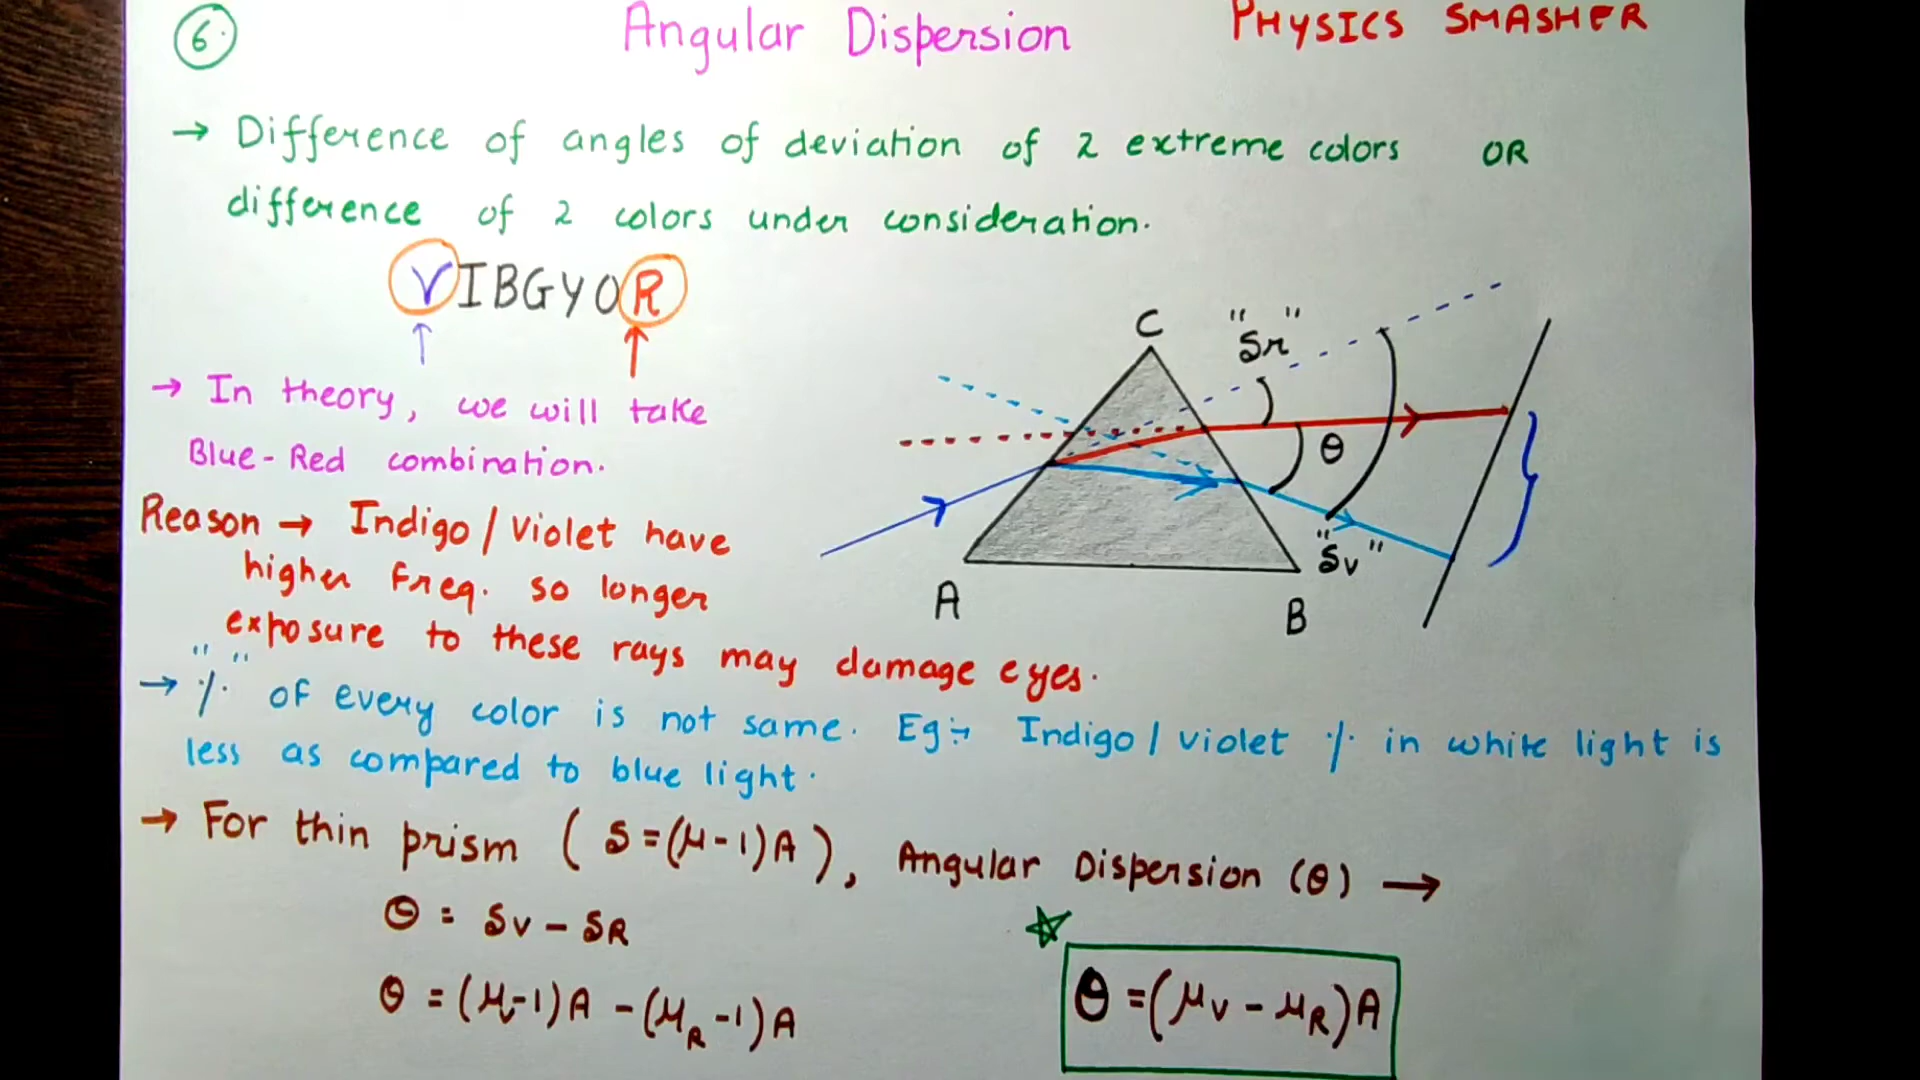 6.
Angular Dispersion
PHYSICS SMASHER
→ Difference of angles of deviation of 2 extreme colors OR
difference of 2 colors under consideration.
VIBGYOR
→ In theory, we will take
Blue-Red combination.
Reason → Indigo/Violet have
higher freq. so longer
exposure to these rays may damage eyes.
C
"δr"
θ
"δv"
A
B
→ "%" of every color is not same. Eg:- Indigo/violet % in white light is
less as compared to blue light.
→ For thin prism ( δ=(μ-1)A ), Angular Dispersion (θ) →
θ = δv - δR
θ = (μ-1)A - (μR-1)A
θ = (μv - μR)A